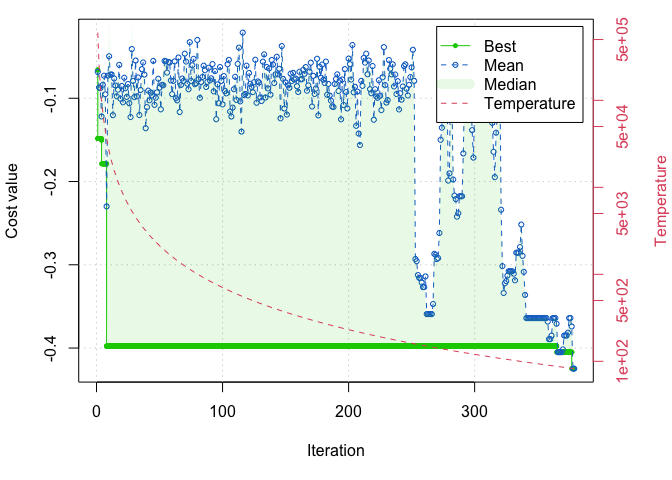 Best
Mean
Median
Temperature
Cost value
-0.1
-0.2
-0.3
-0.4
Temperature
5e+05
5e+04
5e+03
5e+02
1e+02
0
100
200
300
Iteration